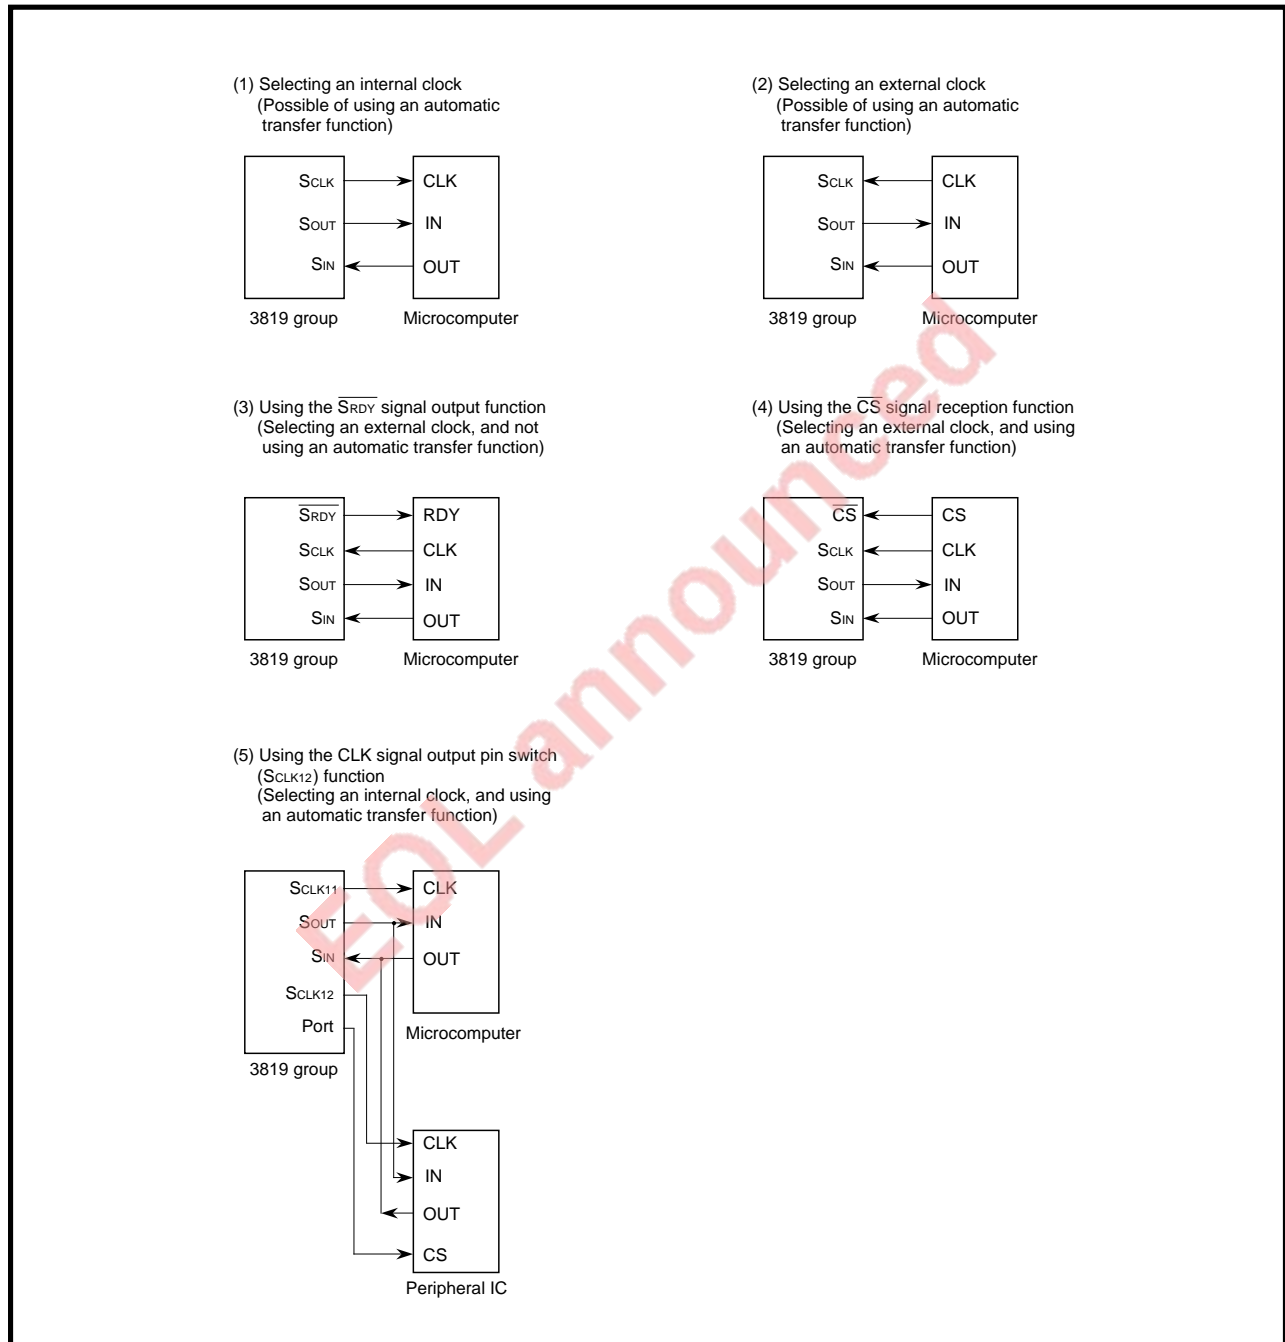 (1) Selecting an internal clock
(Possible of using an automatic
transfer function)
SCLK CLK
SOUT IN
SIN OUT
3819 group Microcomputer
(2) Selecting an external clock
(Possible of using an automatic
transfer function)
SCLK CLK
SOUT IN
SIN OUT
3819 group Microcomputer
(3) Using the SRDY signal output function
(Selecting an external clock, and not
using an automatic transfer function)
SRDY RDY
SCLK CLK
SOUT IN
SIN OUT
3819 group Microcomputer
(4) Using the CS signal reception function
(Selecting an external clock, and using
an automatic transfer function)
CS CS
SCLK CLK
SOUT IN
SIN OUT
3819 group Microcomputer
(5) Using the CLK signal output pin switch
(SCLK12) function
(Selecting an internal clock, and using
an automatic transfer function)
SCLK11 CLK
SOUT IN
SIN OUT
SCLK12
Port
Microcomputer
3819 group
CLK
IN
OUT
CS
Peripheral IC
EOL announced